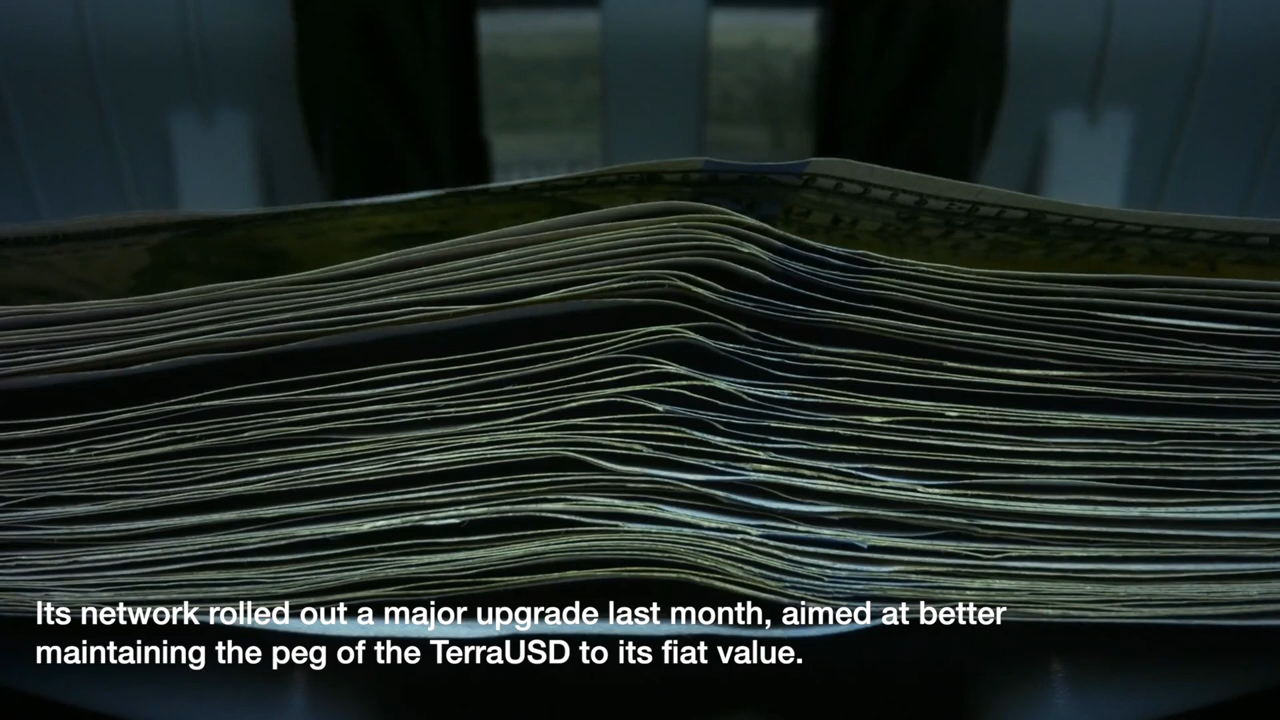 Its network rolled out a major upgrade last month, aimed at better
maintaining the peg of the TerraUSD to its fiat value.